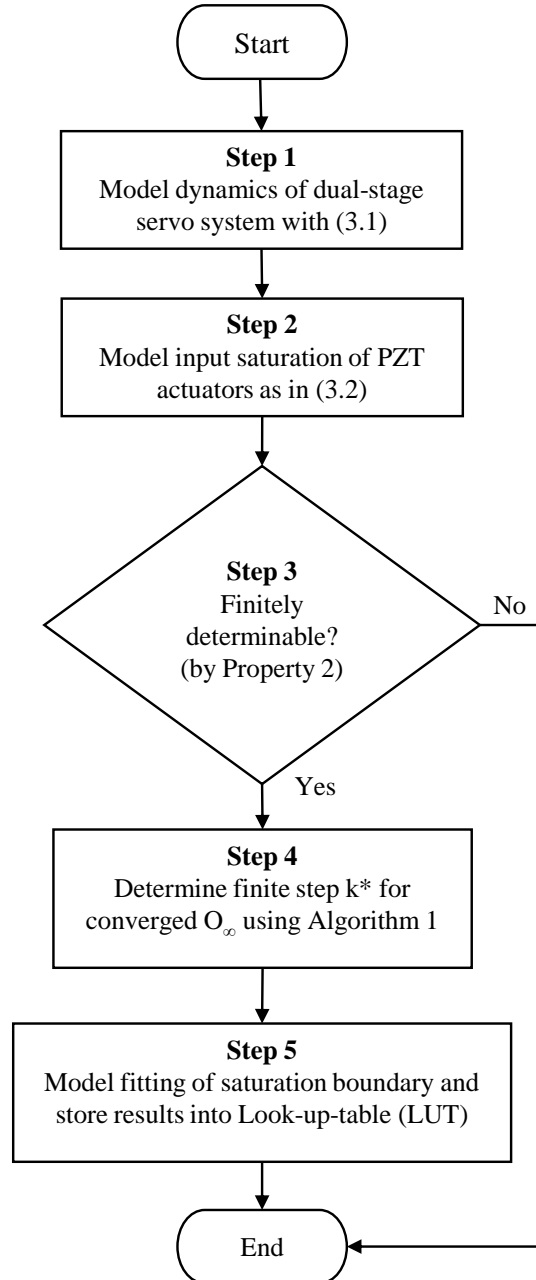 Start
Step 1
Model dynamics of dual-stage
servo system with (3.1)
Step 2
Model input saturation of PZT
actuators as in (3.2)
Step 3
Finitely
determinable?
(by Property 2)
No
Yes
Step 4
Determine finite step k* for
converged O∞ using Algorithm 1
Step 5
Model fitting of saturation boundary and
store results into Look-up-table (LUT)
End